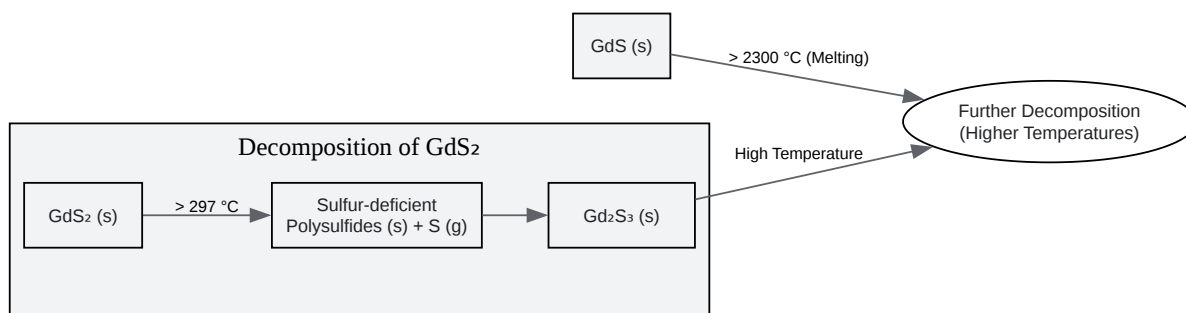 GdS (s)
> 2300 °C (Melting)
Further Decomposition
(Higher Temperatures)
Decomposition of GdS₂
High Temperature
GdS₂ (s)
> 297 °C
Sulfur-deficient
Polysulfides (s) + S (g)
Gd₂S₃ (s)